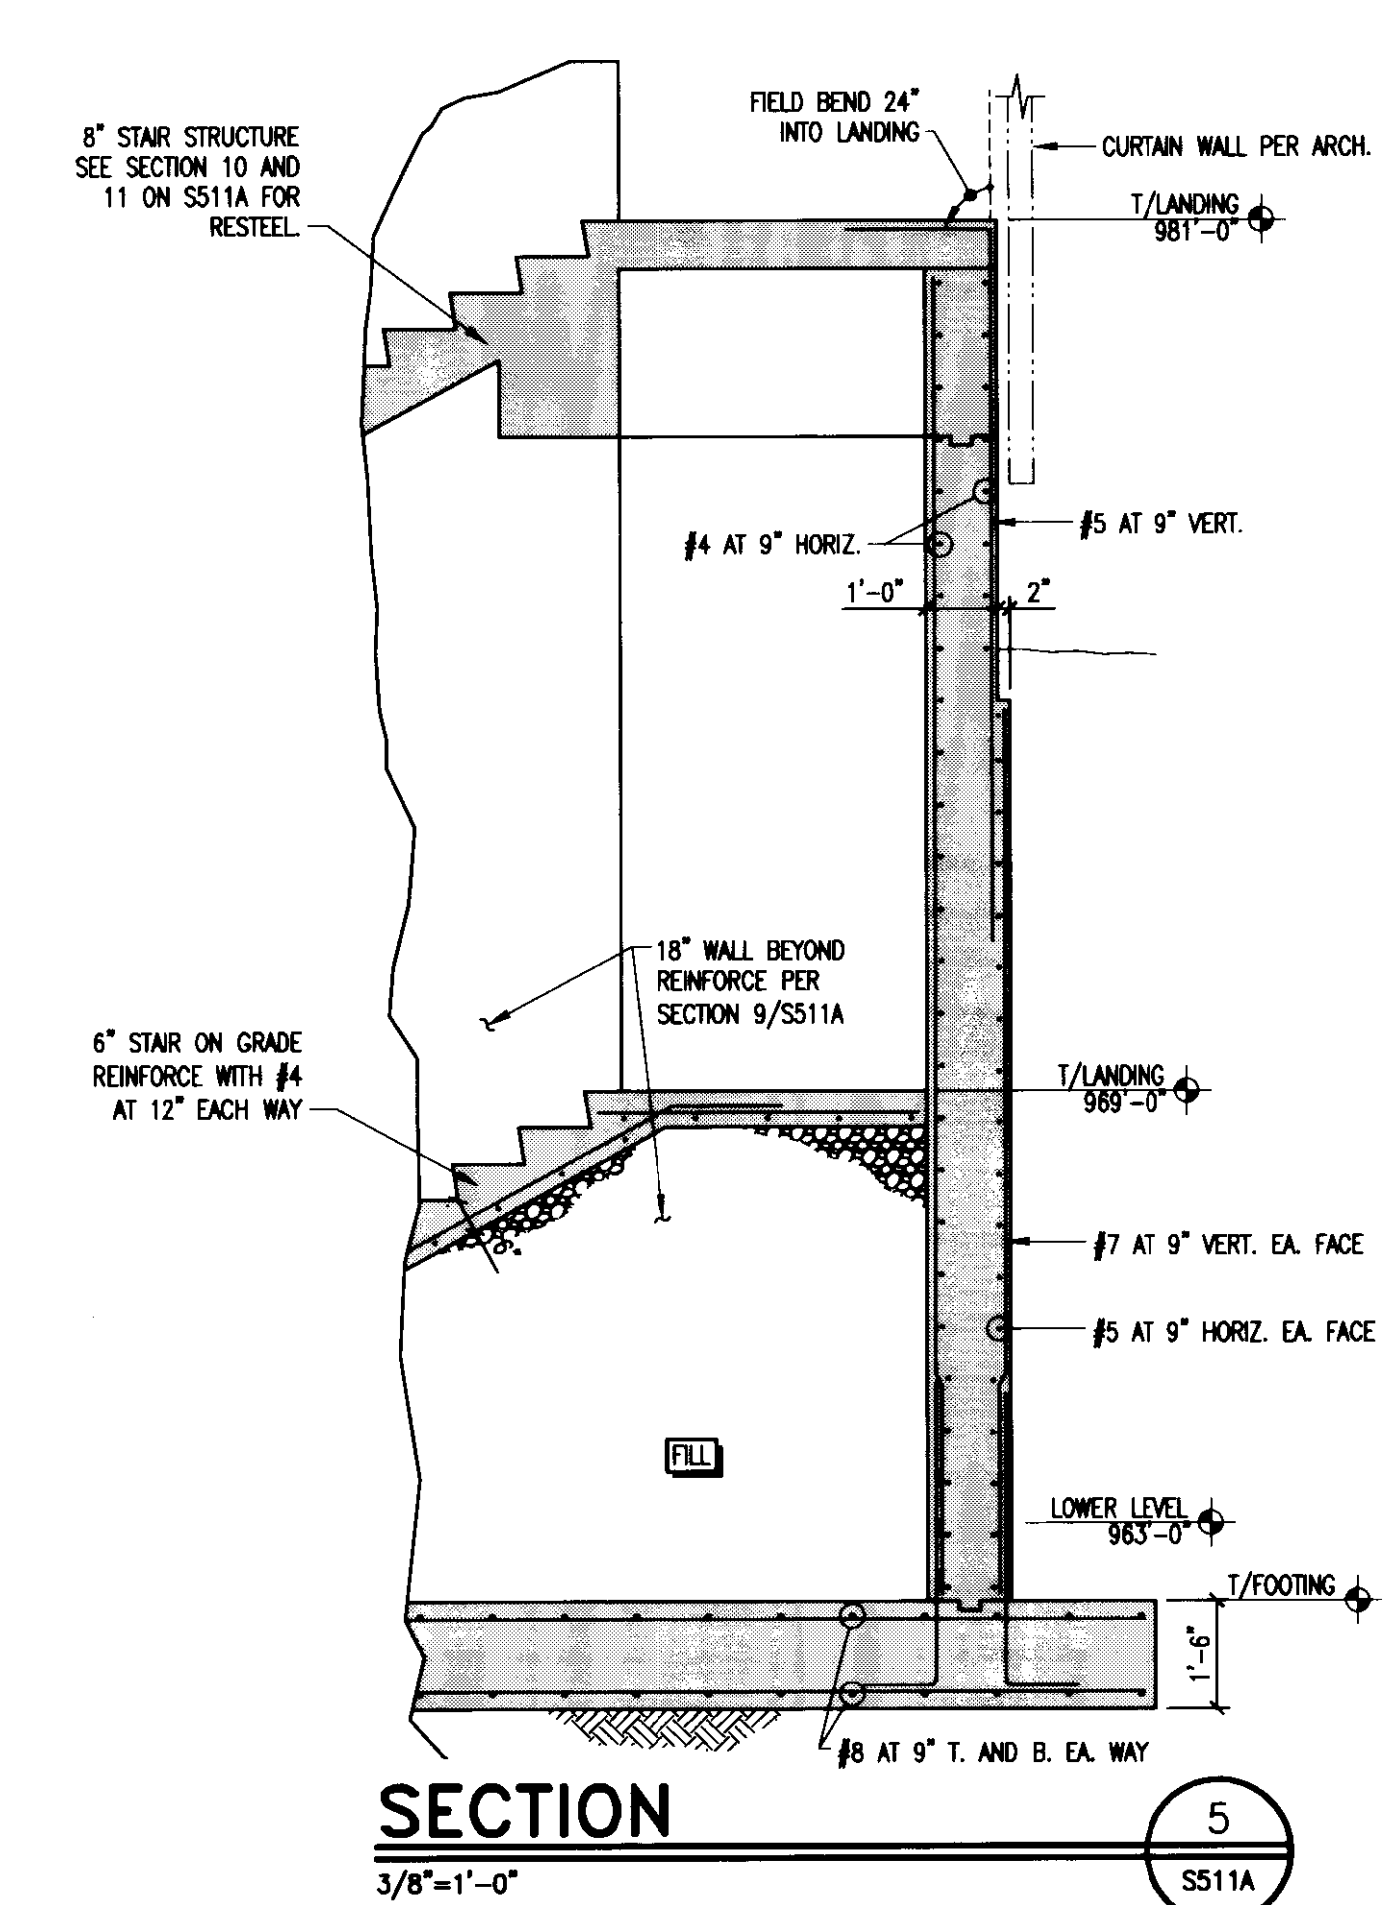 FIELD BEND 24"
INTO LANDING
8" STAIR STRUCTURE
SEE SECTION 10 AND
11 ON S511A FOR
RESTEEL.
CURTAIN WALL PER ARCH.
T/LANDING
981'-0"
#5 AT 9" VERT.
#4 AT 9" HORIZ.
1'-0"
2"
18" WALL BEYOND
REINFORCE PER
SECTION 9/S511A
6" STAIR ON GRADE
REINFORCE WITH #4
AT 12" EACH WAY
T/LANDING
969'-0"
6"
#7 AT 9" VERT. EA. FACE
#5 AT 9" HORIZ. EA. FACE
FILL
LOWER LEVEL
963'-0"
T/FOOTING
1'-6"
#8 AT 9" T. AND B. EA. WAY
SECTION
3/8"=1'-0"
5
S511A